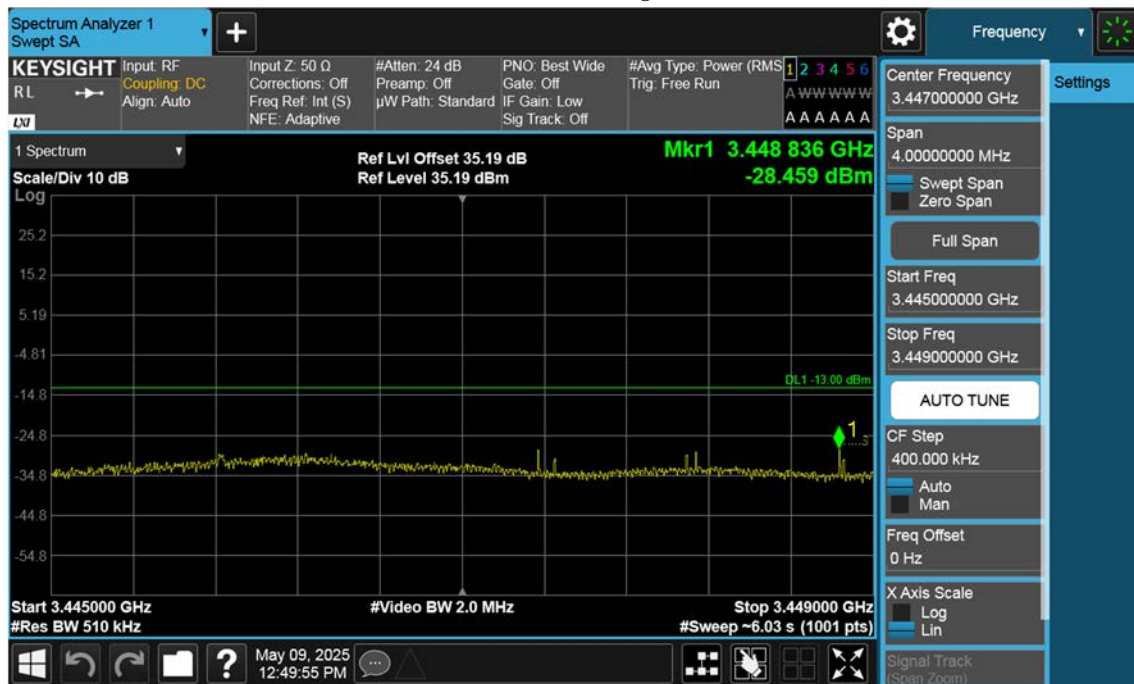 Spectrum Analyzer 1
Swept SA
Frequency
KEYSIGHT
RL
LXI
Input: RF
Coupling: DC
Align: Auto
Input Z: 50 Ω
Corrections: Off
Freq Ref: Int (S)
NFE: Adaptive
#Atten: 24 dB
Preamp: Off
µW Path: Standard
PNO: Best Wide
Gate: Off
IF Gain: Low
Sig Track: Off
#Avg Type: Power (RMS
Trig: Free Run
1 2 3 4 5 6
A W W W W W
A A A A A A
1 Spectrum
Scale/Div 10 dB
Log
Ref Lvl Offset 35.19 dB
Ref Level 35.19 dBm
Mkr1 3.448 836 GHz
-28.459 dBm
25.2
15.2
5.19
-4.81
DL1 -13.00 dBm
-14.8
1
-24.8
-34.8
-44.8
-54.8
Start 3.445000 GHz
#Res BW 510 kHz
#Video BW 2.0 MHz
Stop 3.449000 GHz
#Sweep ~6.03 s (1001 pts)
May 09, 2025
12:49:55 PM
Center Frequency
3.447000000 GHz
Settings
Span
4.00000000 MHz
Swept Span
Zero Span
Full Span
Start Freq
3.445000000 GHz
Stop Freq
3.449000000 GHz
AUTO TUNE
CF Step
400.000 kHz
Auto
Man
Freq Offset
0 Hz
X Axis Scale
Log
Lin
Signal Track
(Span Zoom)